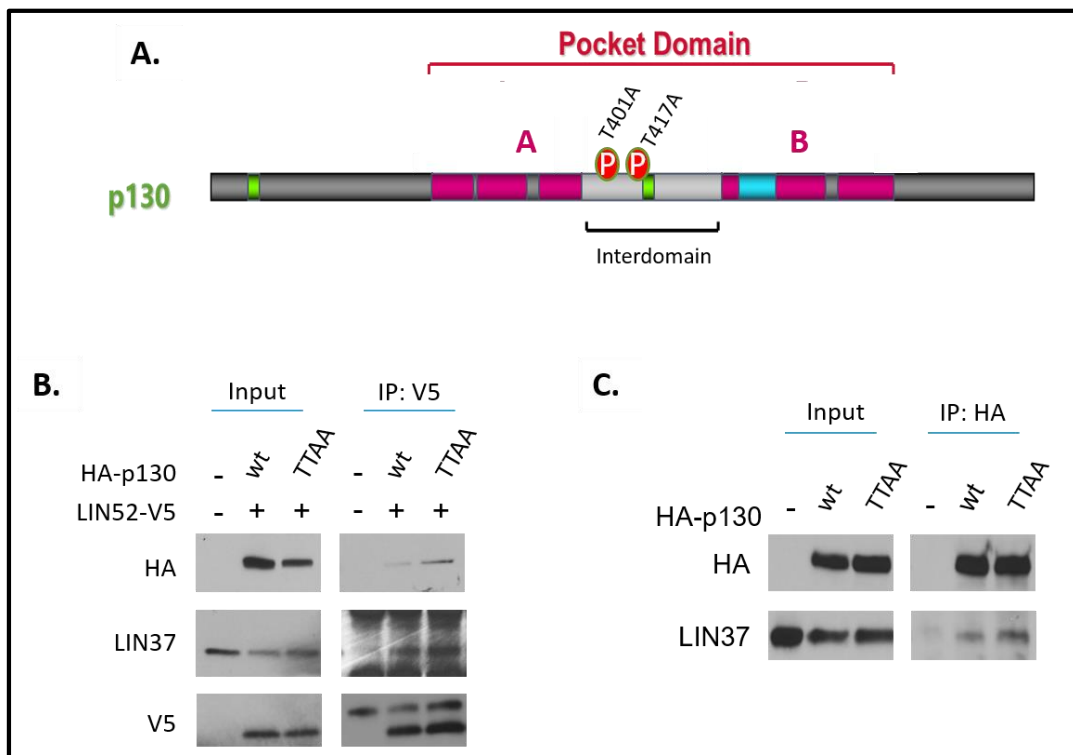 A.
Pocket Domain
T401A
T417A
A
B
P
P
p130
Interdomain
B.
Input
IP: V5
HA-p130
-
wt
TTAA
-
wt
TTAA
LIN52-V5
-
+
+
-
+
+
HA
LIN37
V5
C.
Input
IP: HA
HA-p130
-
wt
TTAA
-
wt
TTAA
HA
LIN37